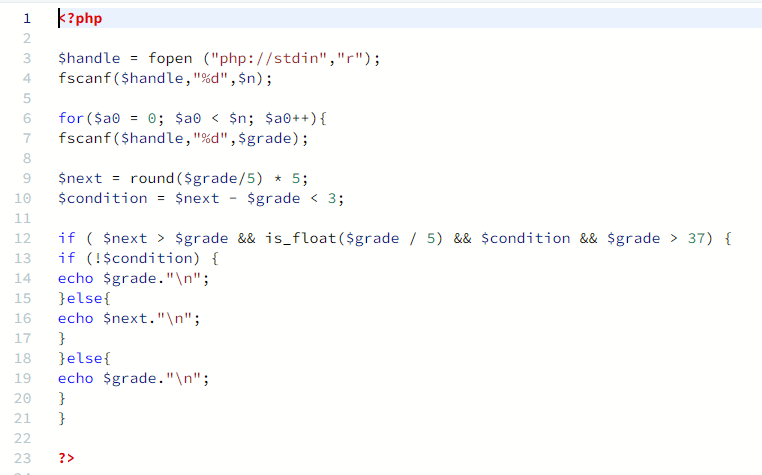 1 <?php
2
3 $handle = fopen ("php://stdin","r");
4 fscanf($handle,"%d",$n);
5
6 for($a0 = 0; $a0 < $n; $a0++){
7 fscanf($handle,"%d",$grade);
8
9 $next = round($grade/5) * 5;
10 $condition = $next - $grade < 3;
11
12 if ( $next > $grade && is_float($grade / 5) && $condition && $grade > 37) {
13 if (!$condition) {
14 echo $grade."\n";
15 }else{
16 echo $next."\n";
17 }
18 }else{
19 echo $grade."\n";
20 }
21 }
22
23 ?>